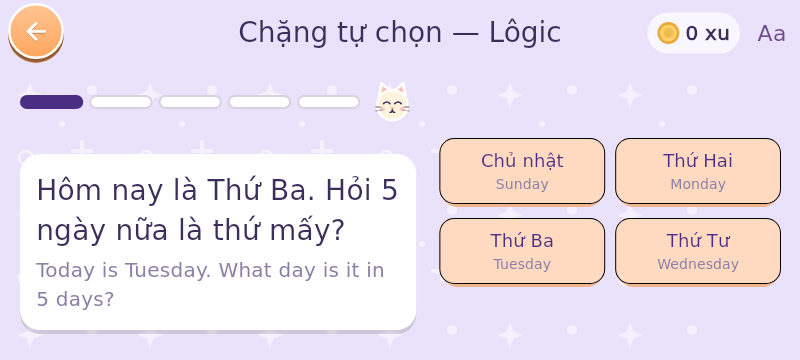 Chặng tự chọn — Lôgic
0 xu
Aa
Hôm nay là Thứ Ba. Hỏi 5
ngày nữa là thứ mấy?
Today is Tuesday. What day is it in
5 days?
Chủ nhật
Sunday
Thứ Hai
Monday
Thứ Ba
Tuesday
Thứ Tư
Wednesday